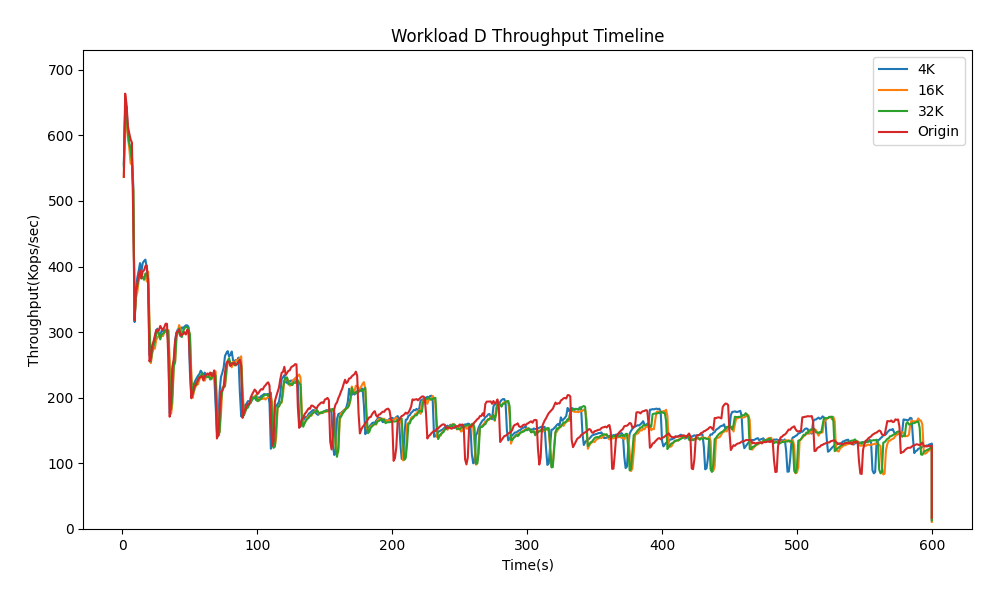 Workload D Throughput Timeline
Throughput(Kops/sec)
700
600
500
400
300
200
100
0
0 100 200 300 400 500 600
Time(s)
4K
16K
32K
Origin